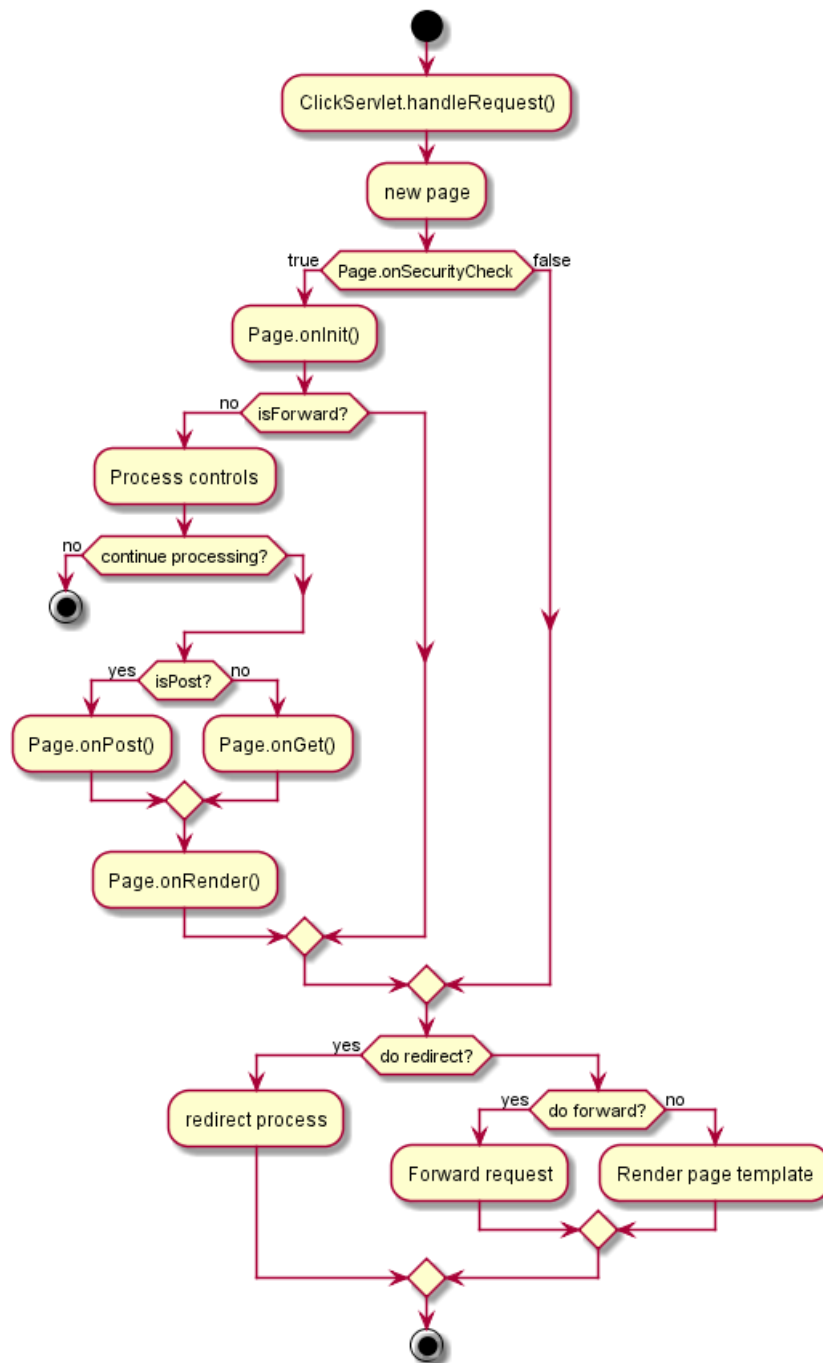 ClickServlet.handleRequest()
new page
true
Page.onSecurityCheck
false
Page.onInit()
no
isForward?
Process controls
no
continue processing?
yes
isPost?
no
Page.onPost()
Page.onGet()
Page.onRender()
yes
do redirect?
redirect process
yes
do forward?
no
Forward request
Render page template